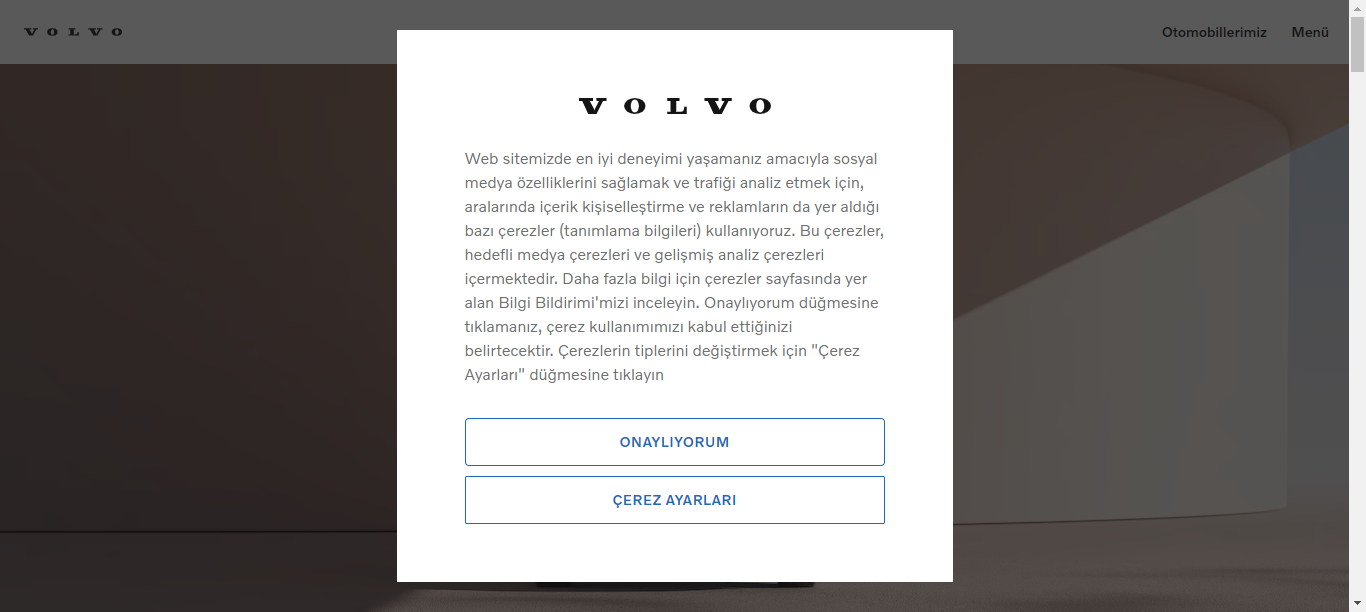 VOLVO
Otomobillerimiz
Menü
VOLVO
Web sitemizde en iyi deneyimi yaşamanız amacıyla sosyal
medya özelliklerini sağlamak ve trafiği analiz etmek için,
aralarında içerik kişiselleştirme ve reklamların da yer aldığı
bazı çerezler (tanımlama bilgileri) kullanıyoruz. Bu çerezler,
hedefli medya çerezleri ve gelişmiş analiz çerezleri
içermektedir. Daha fazla bilgi için çerezler sayfasında yer
alan Bilgi Bildirimi'mizi inceleyin. Onaylıyorum düğmesine
tıklamanız, çerez kullanımımızı kabul ettiğinizi
belirtecektir. Çerezlerin tiplerini değiştirmek için "Çerez
Ayarları" düğmesine tıklayın
ONAYLIYORUM
ÇEREZ AYARLARI